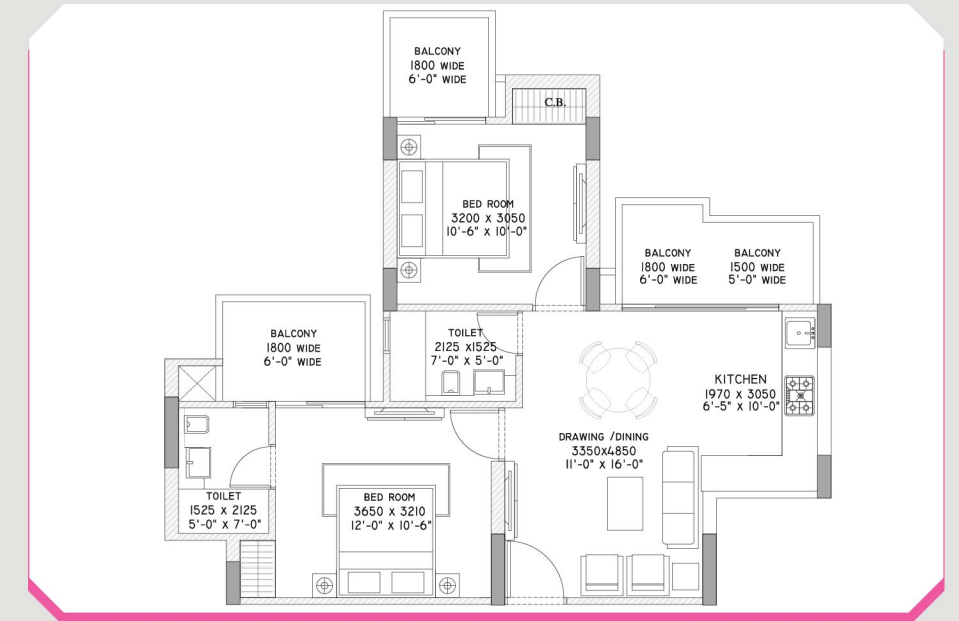 BALCONY
1800 WIDE
6'-0" WIDE
C.B.
BED ROOM
3200 X 3050
10'-6" X 10'-0"
BALCONY
1800 WIDE
6'-0" WIDE
BALCONY
1500 WIDE
5'-0" WIDE
BALCONY
1800 WIDE
6'-0" WIDE
TOILET
2125 X1525
7'-0" X 5'-0"
KITCHEN
1970 X 3050
6'-5" X 10'-0"
DRAWING /DINING
3350X4850
11'-0" X 16'-0"
TOILET
1525 X 2125
5'-0" X 7'-0"
BED ROOM
3650 X 3210
12'-0" X 10'-6"